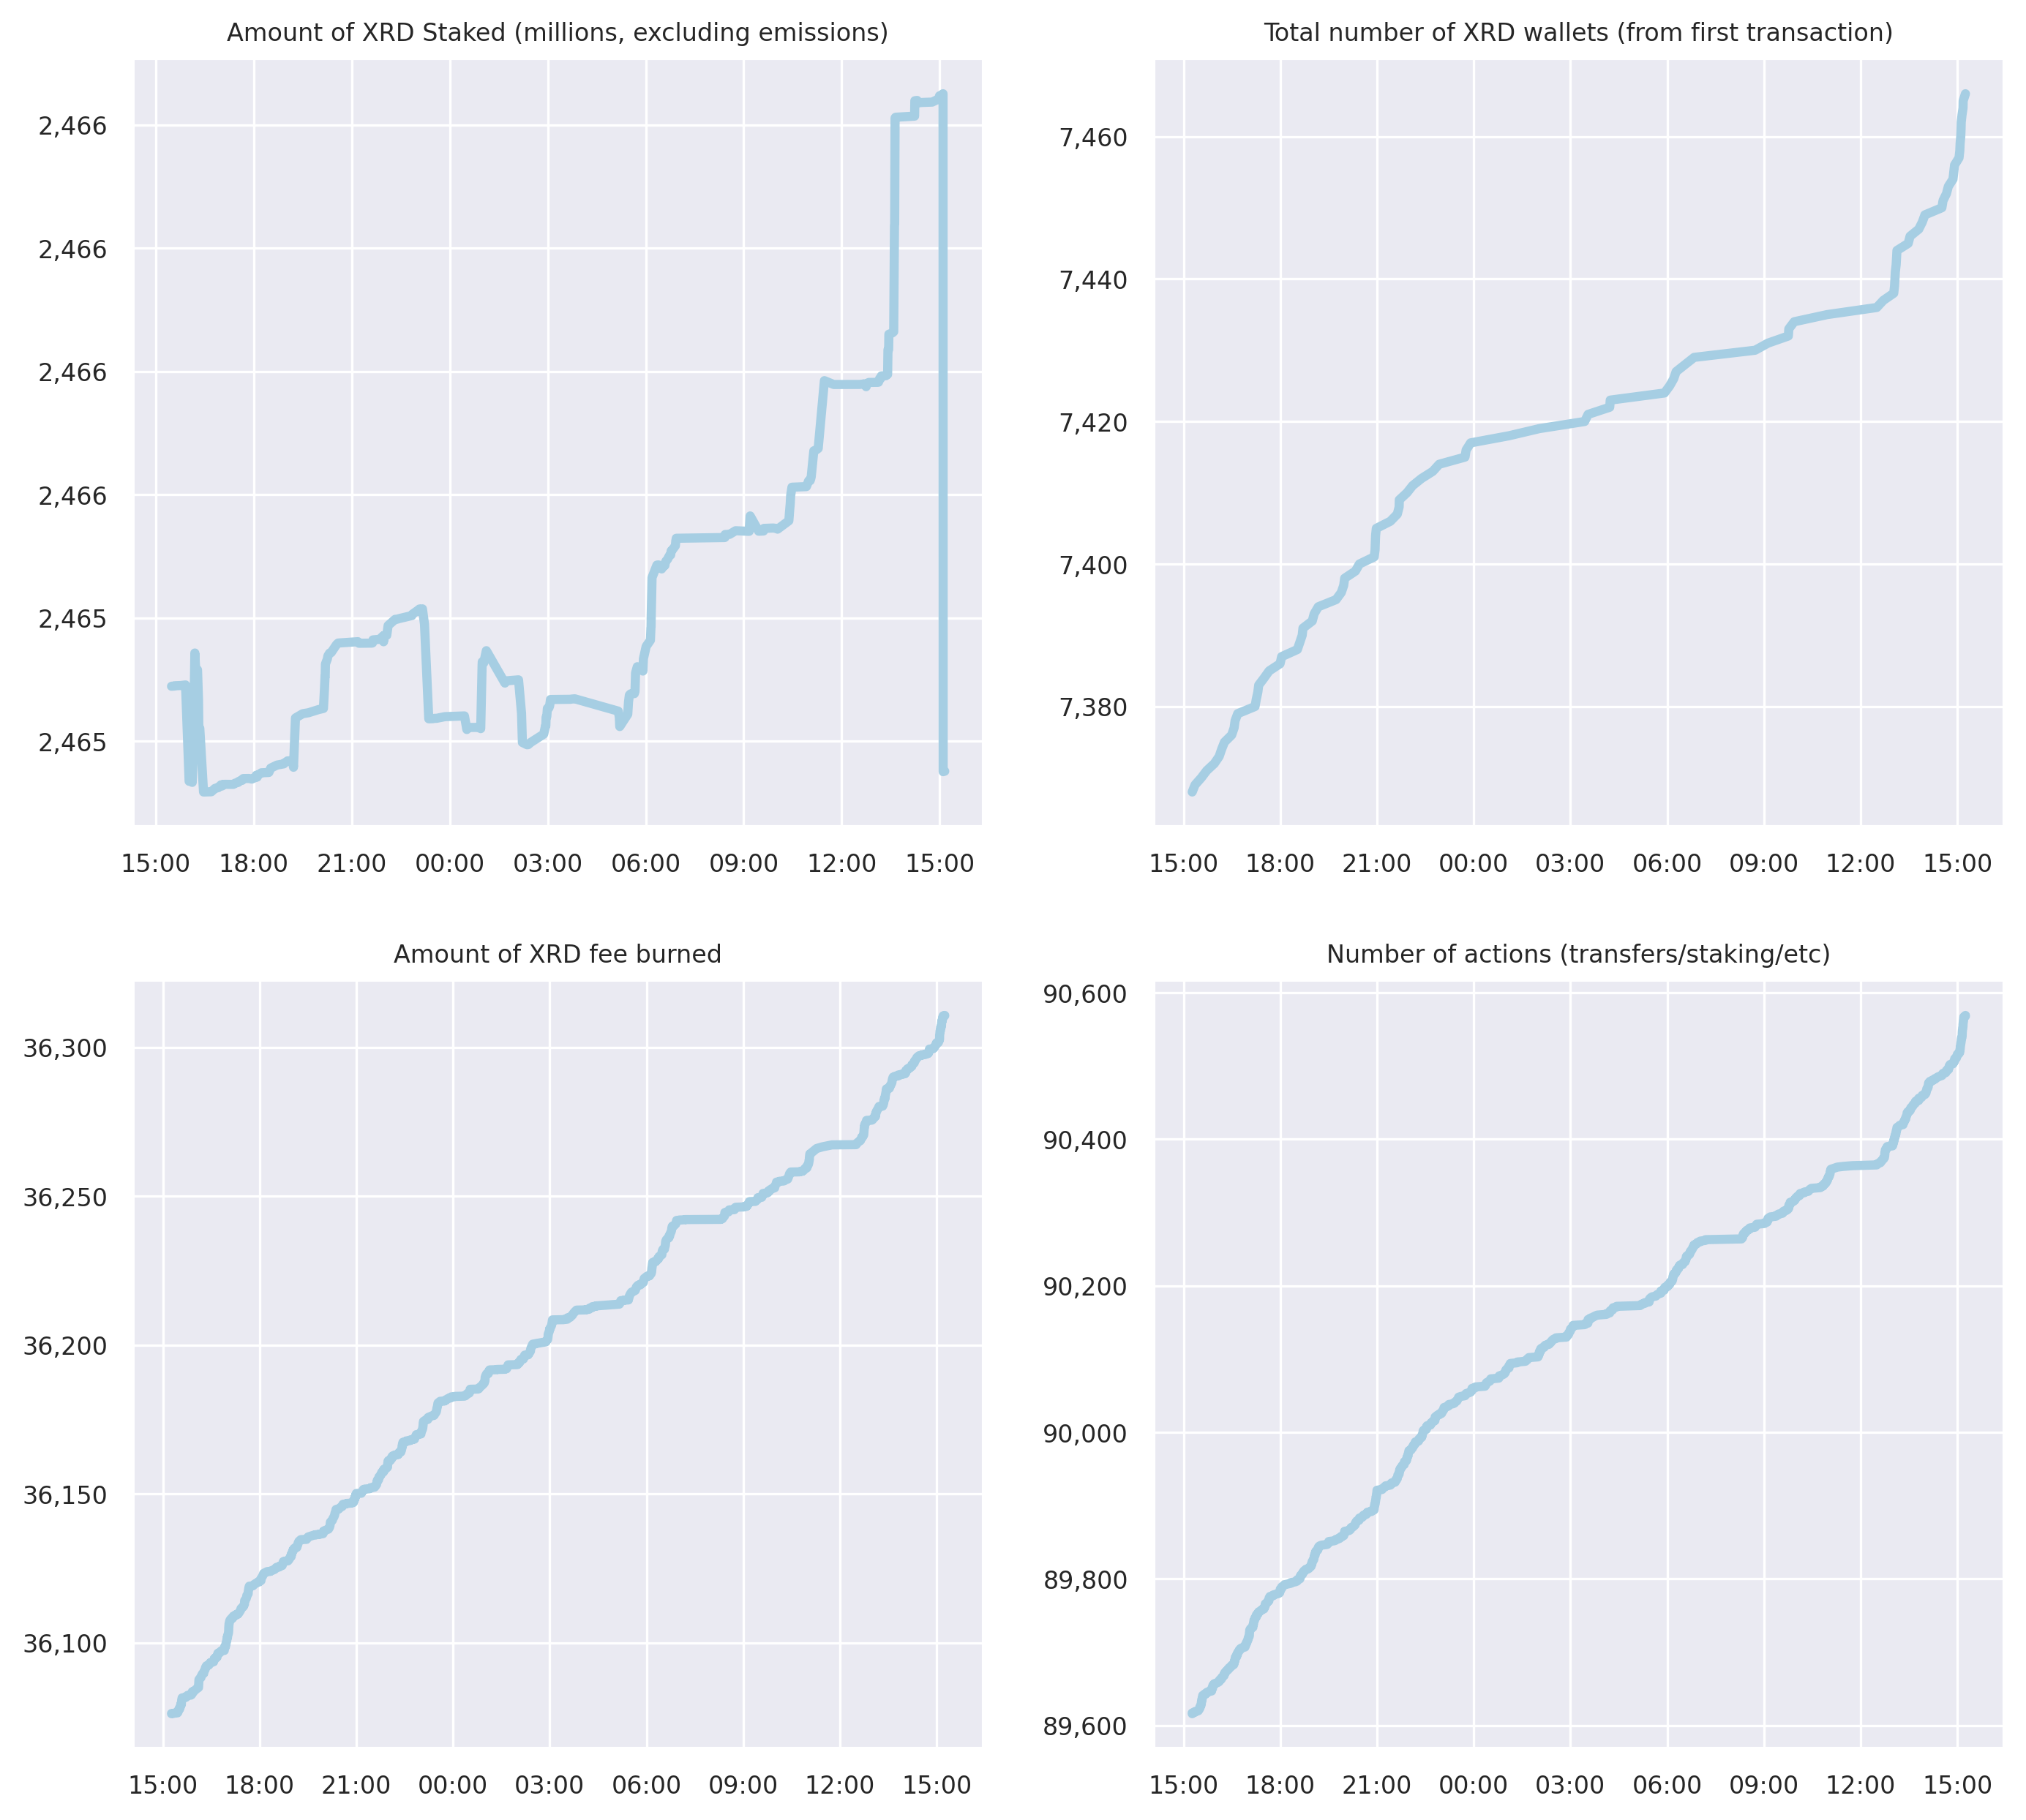 Amount of XRD Staked (millions, excluding emissions)
2,466
2,466
2,466
2,466
2,465
2,465
15:00 18:00 21:00 00:00 03:00 06:00 09:00 12:00 15:00
Total number of XRD wallets (from first transaction)
7,460
7,440
7,420
7,400
7,380
15:00 18:00 21:00 00:00 03:00 06:00 09:00 12:00 15:00
Amount of XRD fee burned
36,300
36,250
36,200
36,150
36,100
15:00 18:00 21:00 00:00 03:00 06:00 09:00 12:00 15:00
Number of actions (transfers/staking/etc)
90,600
90,400
90,200
90,000
89,800
89,600
15:00 18:00 21:00 00:00 03:00 06:00 09:00 12:00 15:00